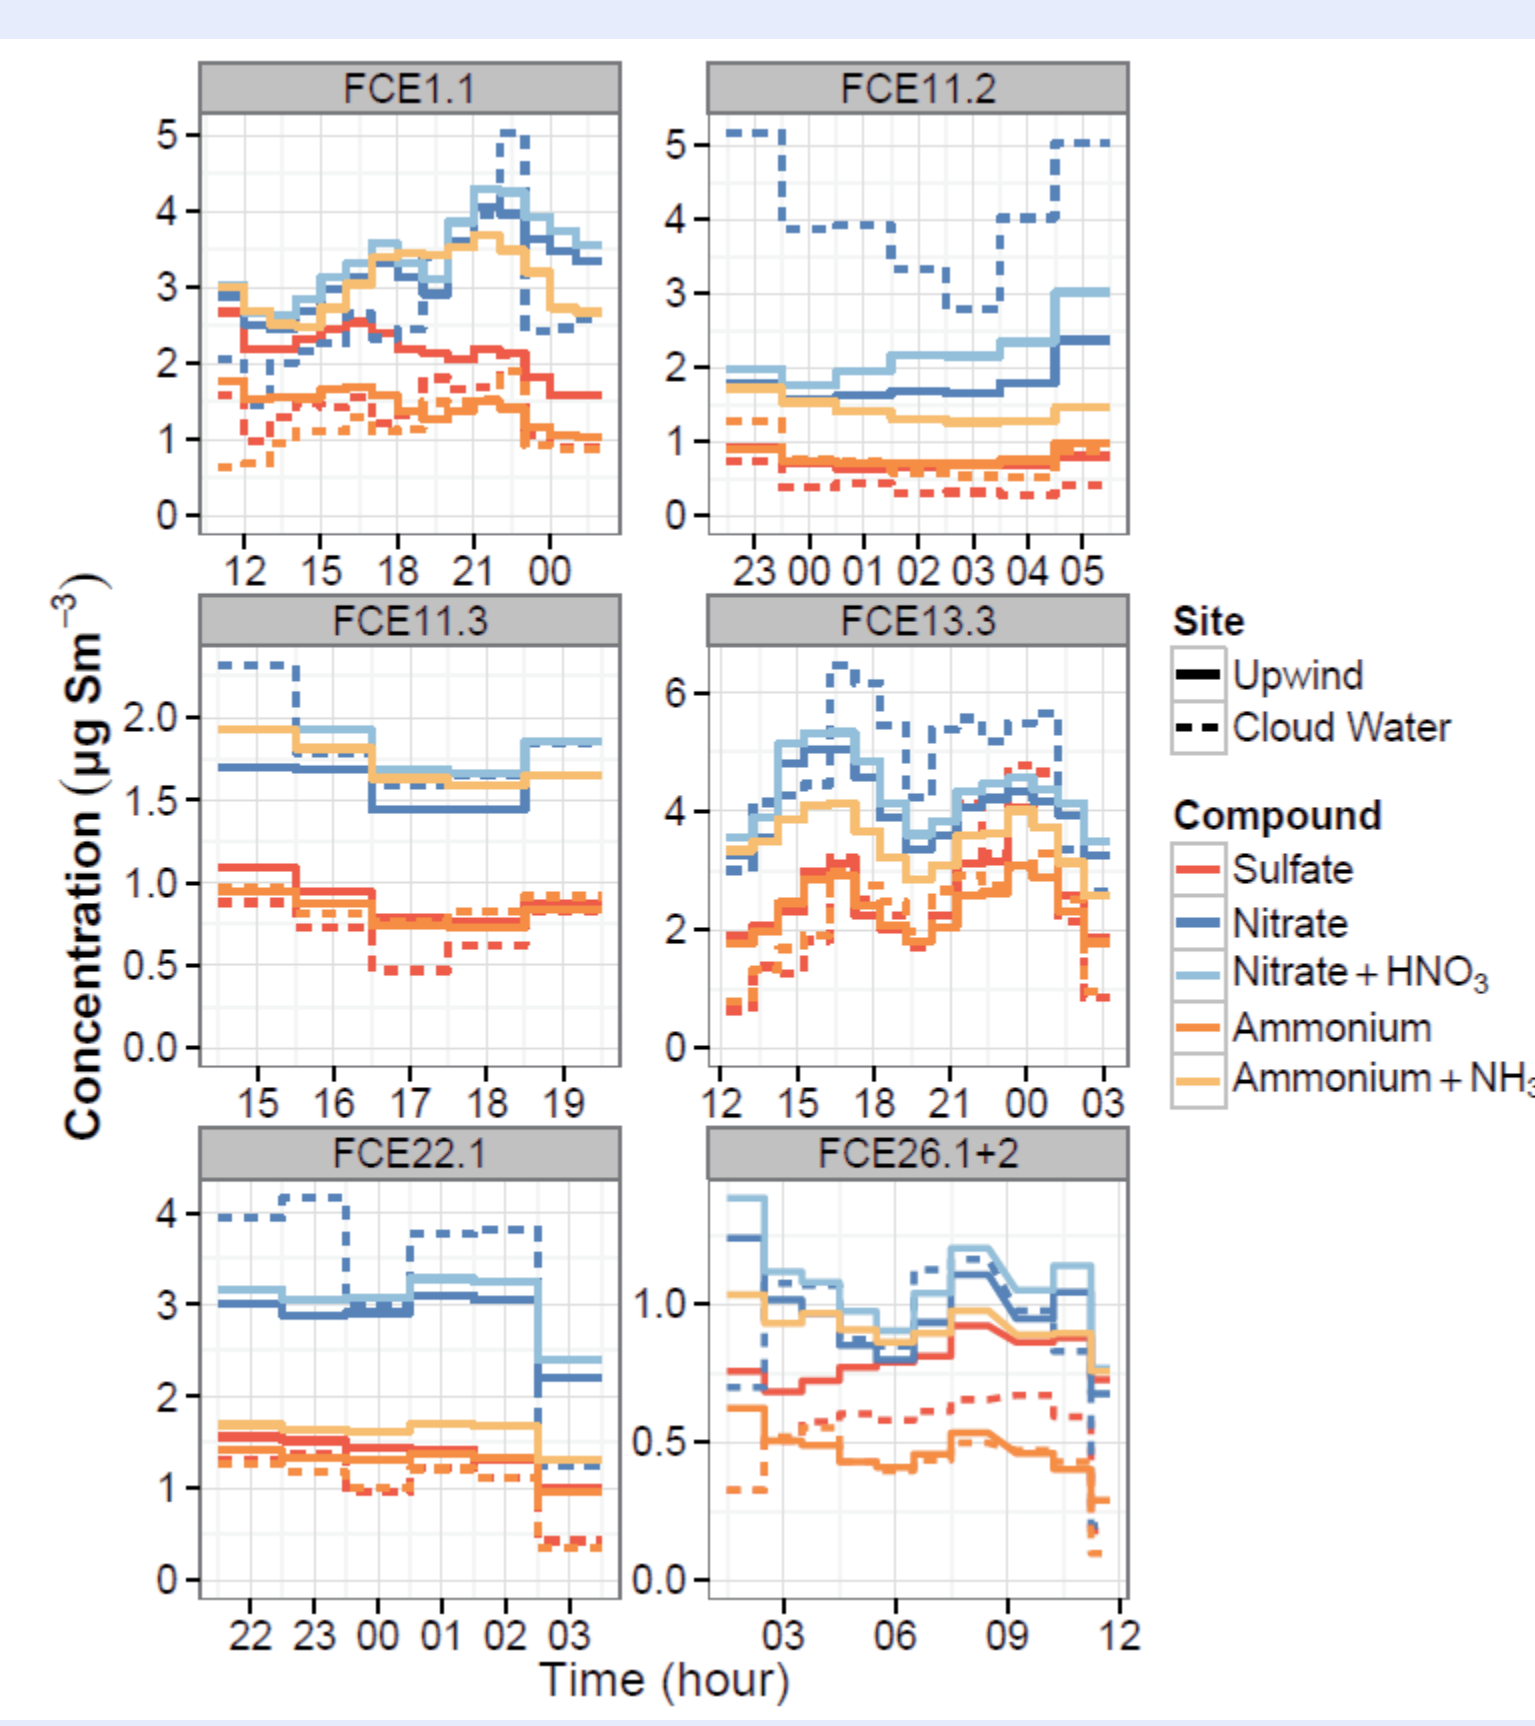 FCE1.1
FCE11.2
5
4
3
2
1
0
12 15 18 21 00
5
4
3
2
1
0
23 00 01 02 03 04 05
FCE11.3
FCE13.3
2.0
1.5
1.0
0.5
0.0
15 16 17 18 19
6
4
2
0
12 15 18 21 00 03
FCE22.1
FCE26.1+2
4
3
2
1
0
22 23 00 01 02 03
1.0
0.5
0.0
03 06 09 12
Concentration (µg Sm⁻³)
Time (hour)
Site
Upwind
Cloud Water
Compound
Sulfate
Nitrate
Nitrate + HNO₃
Ammonium
Ammonium + NH₃